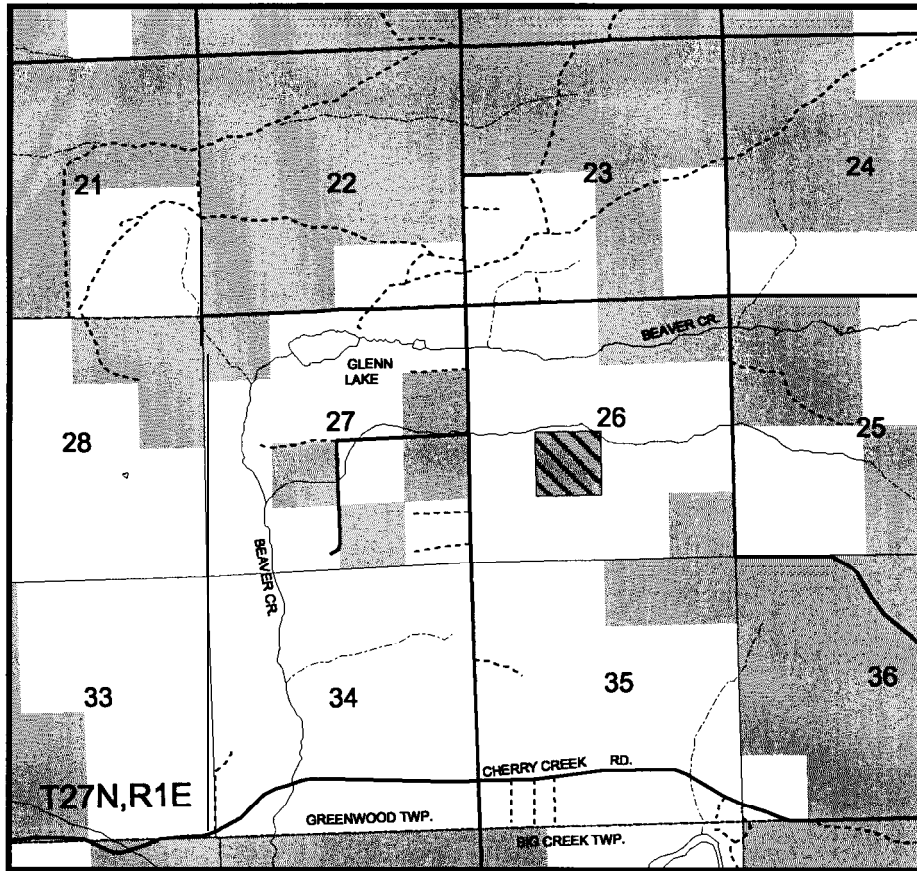 21
22
23
24
BEAVER CR.
GLENN
LAKE
28
27
26
25
BEAVER CR.
33
34
35
36
T27N,R1E
CHERRY CREEK RD.
GREENWOOD TWP.
BIG CREEK TWP.